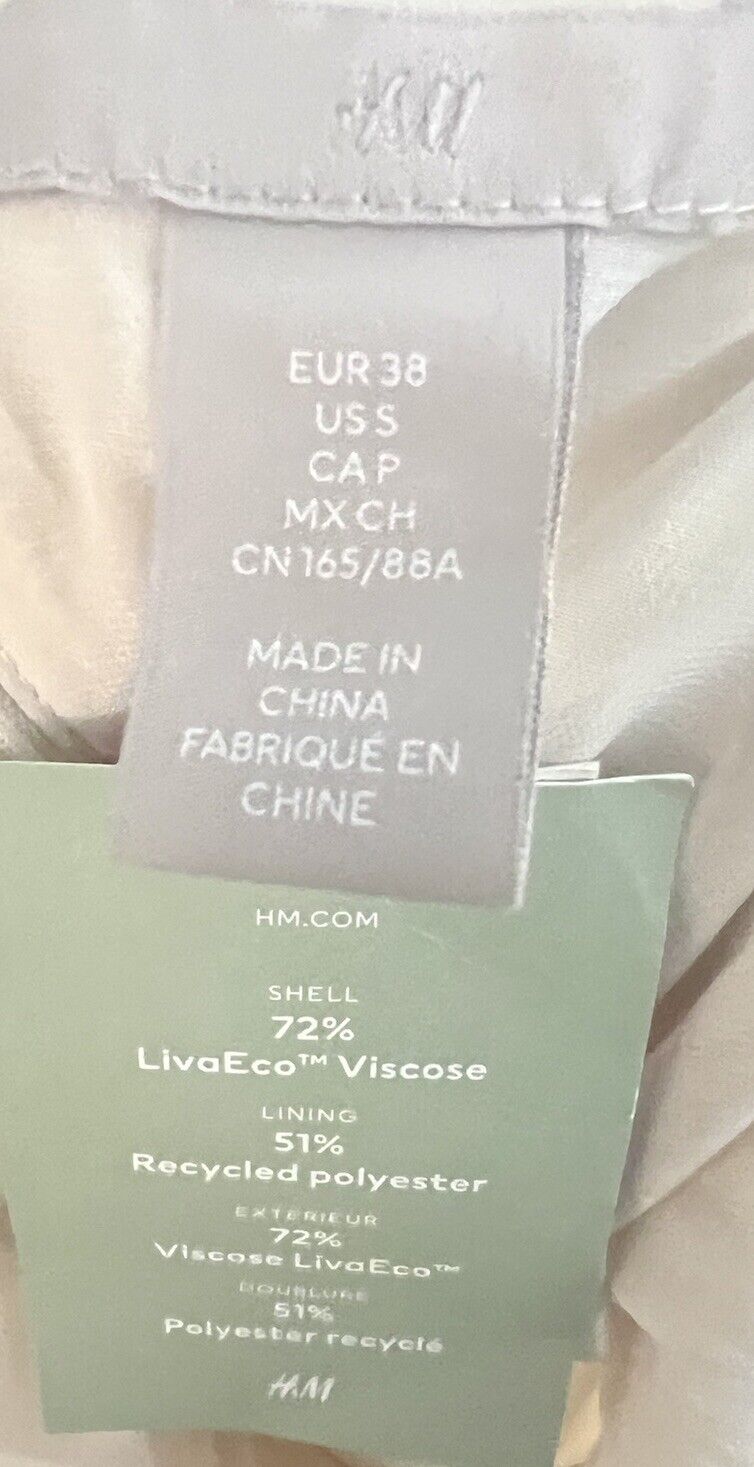 H&M
EUR 38
US S
CA P
MX CH
CN 165/88A
MADE IN
CHINA
FABRIQUÉ EN
CHINE
HM.COM
SHELL
72%
LivaEco™ Viscose
LINING
51%
Recycled polyester
EXTÉRIEUR
72%
Viscose LivaEco™
DOUBLURE
51%
Polyester recyclé
H&M